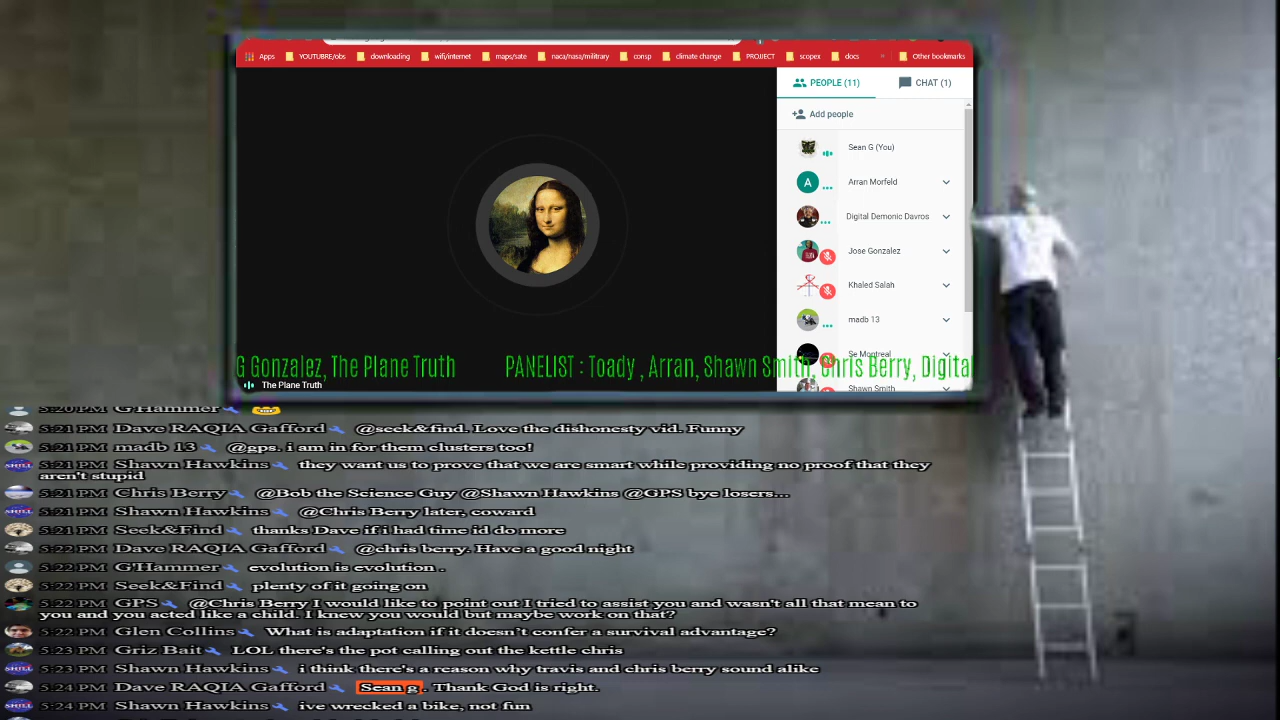 Apps YOUTUBRE/obs downloading wifi/internet maps/sate naca/nasa/militrary consp climate change PROJECT scopex docs Other bookmarks
PEOPLE (11) CHAT (1)
Add people
Sean G (You)
Arran Morfeld
Digital Demonic Davros
Jose Gonzalez
Khaled Salah
madb 13
Se Montreal
G Gonzalez, The Plane Truth PANELIST : Toady , Arran, Shawn Smith, Chris Berry, Digital
The Plane Truth
Shawn Smith
5:20 PM G'Hammer
5:21 PM Dave RAQIA Gafford @seek&find. Love the dishonesty vid. Funny
5:21 PM madb 13 @gps. i am in for them clusters too!
SHILL 5:21 PM Shawn Hawkins they want us to prove that we are smart while providing no proof that they
aren't stupid
5:21 PM Chris Berry @Bob the Science Guy @Shawn Hawkins @GPS bye losers...
SHILL 5:21 PM Shawn Hawkins @Chris Berry later, coward
5:21 PM Seek&Find thanks Dave if i had time id do more
5:22 PM Dave RAQIA Gafford @chris berry. Have a good night
5:22 PM G'Hammer evolution is evolution .
5:22 PM Seek&Find plenty of it going on
5:22 PM GPS @Chris Berry I would like to point out I tried to assist you and wasn't all that mean to
you and you acted like a child. I knew you would but maybe work on that?
5:22 PM Glen Collins What is adaptation if it doesn't confer a survival advantage?
5:23 PM Griz Bait LOL there's the pot calling out the kettle chris
SHILL 5:23 PM Shawn Hawkins i think there's a reason why travis and chris berry sound alike
5:24 PM Dave RAQIA Gafford Sean g . Thank God is right.
SHILL 5:24 PM Shawn Hawkins ive wrecked a bike, not fun